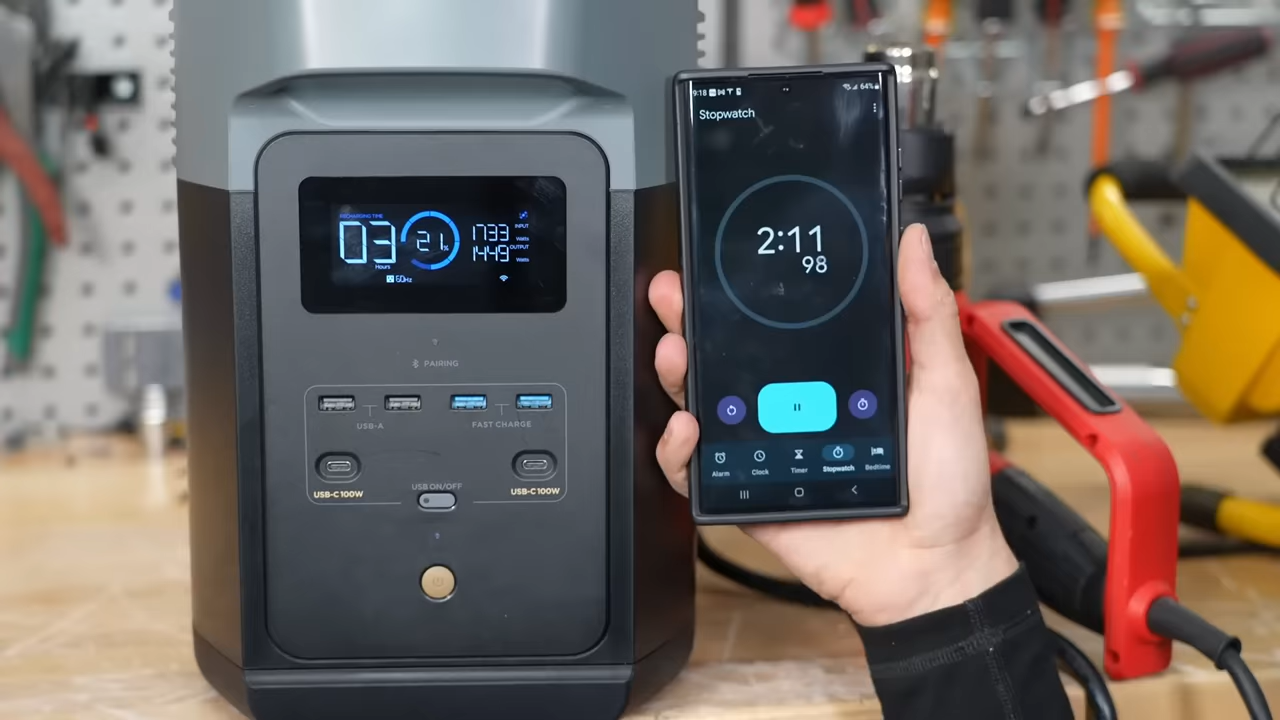 RECHARGING TIME
03
Hours
21%
1733
INPUT
Watts
1449
OUTPUT
Watts
60Hz
PAIRING
USB-A
FAST CHARGE
USB-C 100W
USB-C 100W
USB ON/OFF
9:18
64%
Stopwatch
2:11
98
Alarm
Clock
Timer
Stopwatch
Bedtime